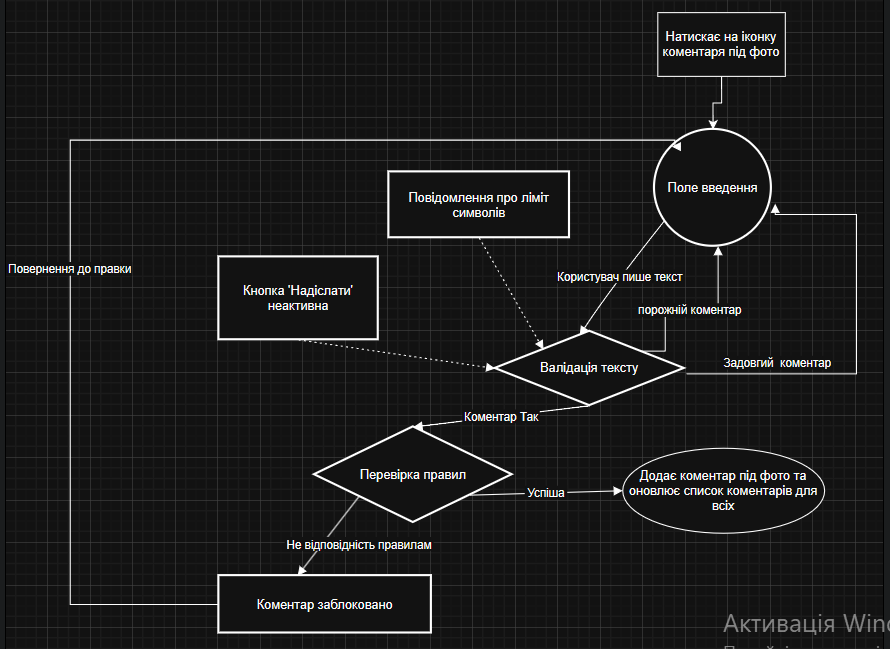 Натискає на іконку
коментаря під фото
Поле введення
Повідомлення про ліміт
символів
Повернення до правки
Користувач пише текст
Кнопка 'Надіслати'
неактивна
порожній коментар
Валідація тексту
Задовгий коментар
Коментар Так
Перевірка правил
Додає коментар під фото та
оновлює список коментарів для
всіх
Успіша
Не відповідність правилам
Коментар заблоковано
Активація Wind